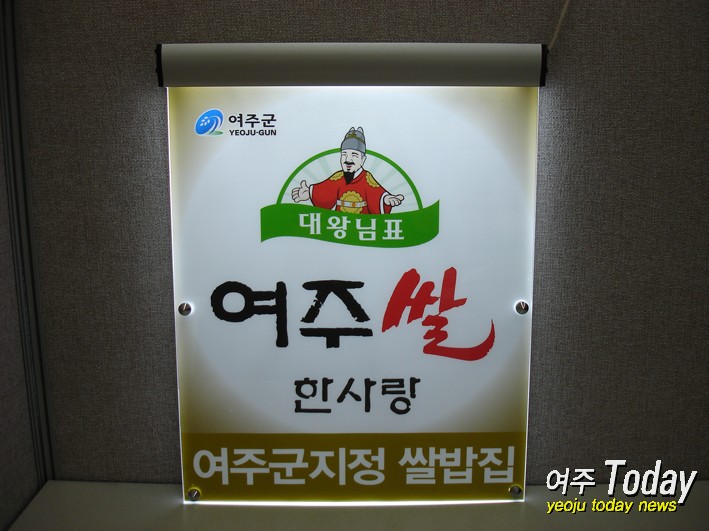 여주군
YEOJU-GUN
대왕님표
여주쌀
한사랑
여주군지정 쌀밥집
여주 Today
yeoju today news